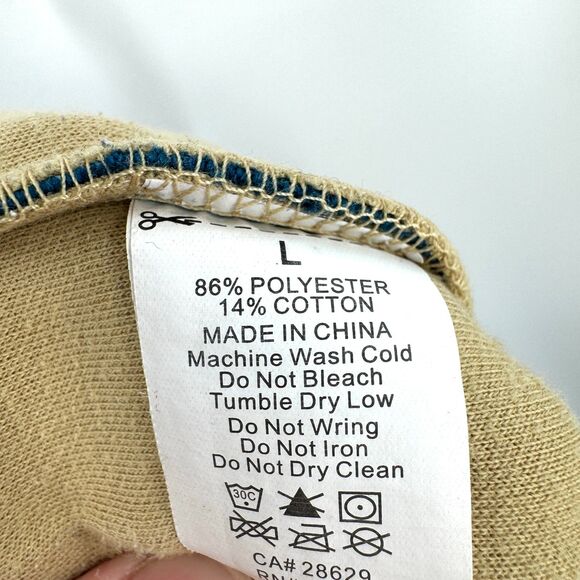 L
86% POLYESTER
14% COTTON
MADE IN CHINA
Machine Wash Cold
Do Not Bleach
Tumble Dry Low
Do Not Wring
Do Not Iron
Do Not Dry Clean
30C
CA# 28629